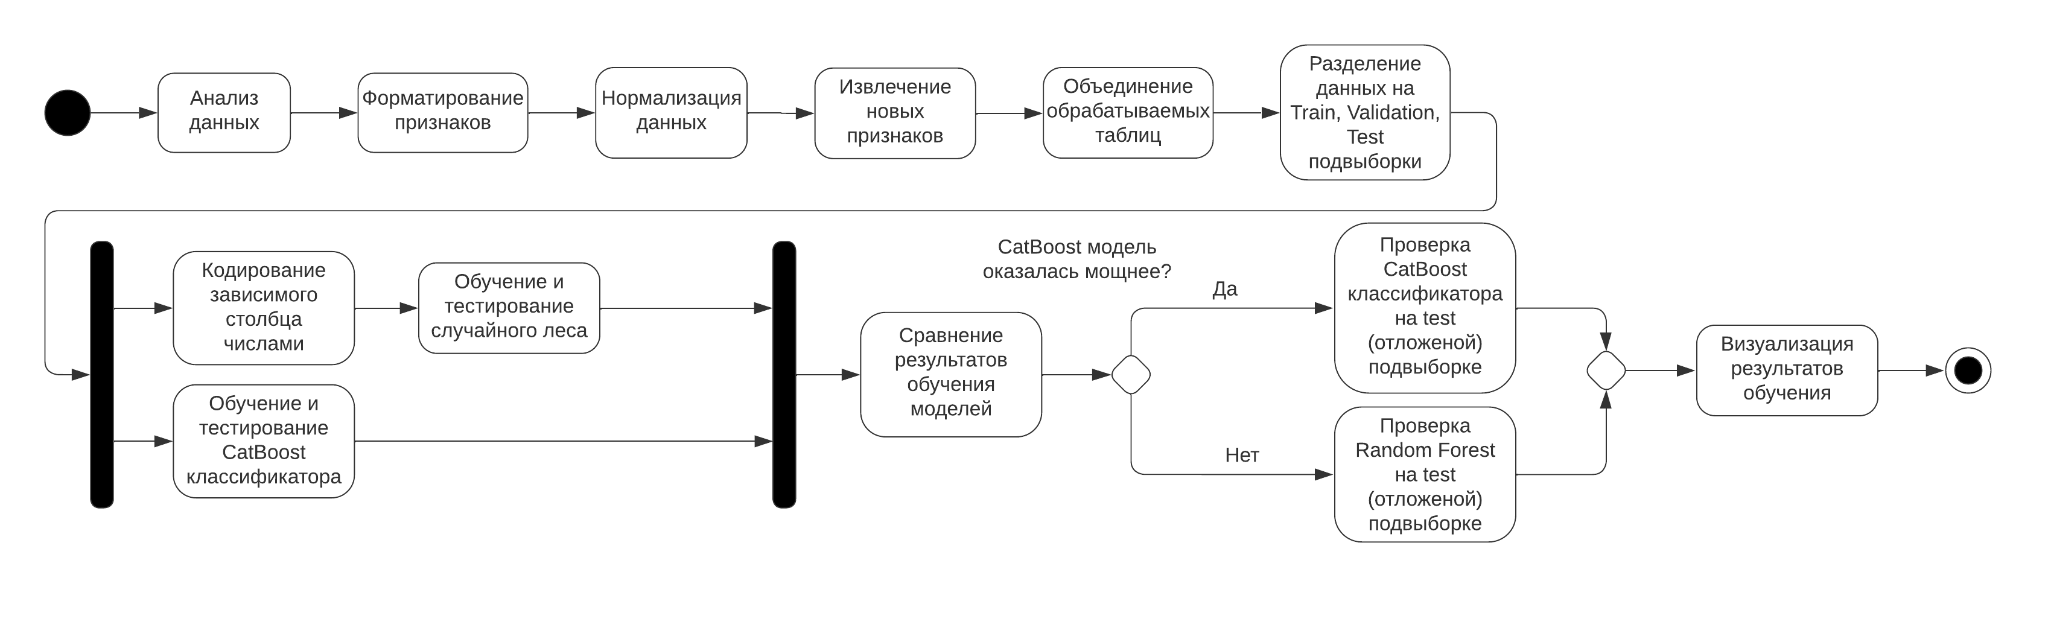 Анализ
данных
Форматирование
признаков
Нормализация
данных
Извлечение
новых
признаков
Объединение
обрабатываемых
таблиц
Разделение
данных на
Train, Validation,
Test
подвыборки
Кодирование
зависимого
столбца
числами
Обучение и
тестирование
случайного леса
Обучение и
тестирование
CatBoost
классификатора
Сравнение
результатов
обучения
моделей
CatBoost модель
оказалась мощнее?
Да
Нет
Проверка
CatBoost
классификатора
на test
(отложеной)
подвыборке
Проверка
Random Forest
на test
(отложеной)
подвыборке
Визуализация
результатов
обучения